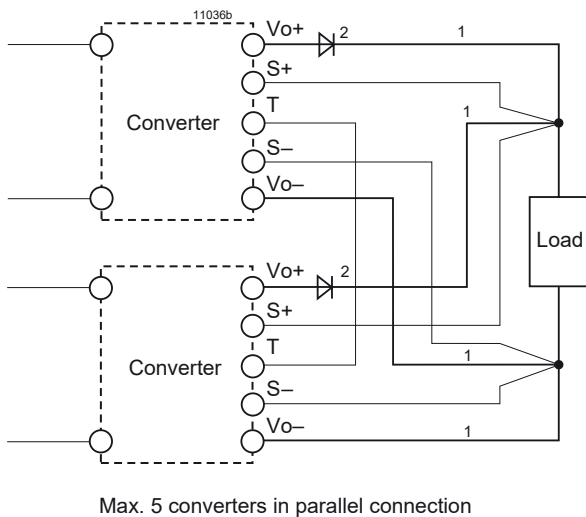 11036b
Vo+
2
1
S+
T
1
Converter
S–
Vo–
Load
Vo+
2
S+
T
1
Converter
S–
Vo–
1
Max. 5 converters in parallel connection